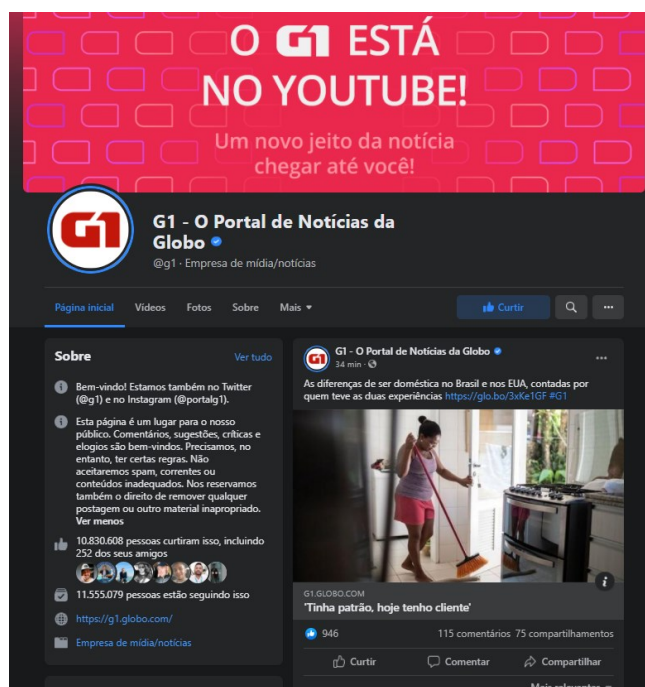 O G1 ESTÁ
NO YOUTUBE!
Um novo jeito da notícia
chegar até você!
G1
G1 - O Portal de Notícias da
Globo
@g1 · Empresa de mídia/notícias
Página inicial
Vídeos
Fotos
Sobre
Mais
Curtir
Sobre
Ver tudo
Bem-vindo! Estamos também no Twitter
(@g1) e no Instagram (@portalg1).
Esta página é um lugar para o nosso
público. Comentários, sugestões, críticas e
elogios são bem-vindos. Precisamos, no
entanto, ter certas regras. Não
aceitaremos spam, correntes ou
conteúdos inadequados. Nos reservamos
também o direito de remover qualquer
postagem ou outro material inapropriado.
Ver menos
10.830.608 pessoas curtiram isso, incluindo
252 dos seus amigos
11.555.079 pessoas estão seguindo isso
https://g1.globo.com/
Empresa de mídia/notícias
G1
G1 - O Portal de Notícias da Globo
34 min ·
As diferenças de ser doméstica no Brasil e nos EUA, contadas por
quem teve as duas experiências https://glo.bo/3xKe1GF #G1
G1.GLOBO.COM
'Tinha patrão, hoje tenho cliente'
946
115 comentários 75 compartilhamentos
Curtir
Comentar
Compartilhar
Mais relevantes